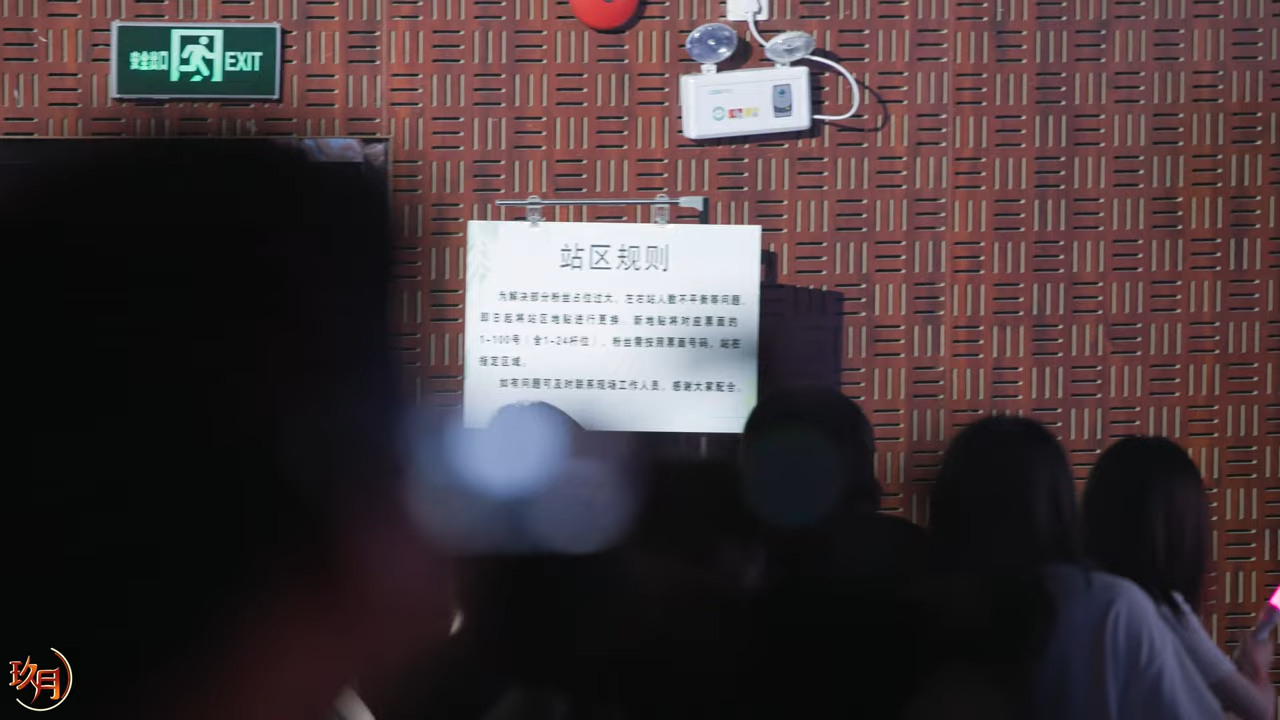 安全出口 EXIT
站区规则
为解决部分粉丝占位过大，左右站人数不平衡等问题，
即日起将站区地贴进行更换，新地贴将对应票面的
1-100号（含1-24杆位），粉丝需按照票面号码，站在
指定区域。
如有问题可及时联系现场工作人员，感谢大家配合。
玖月